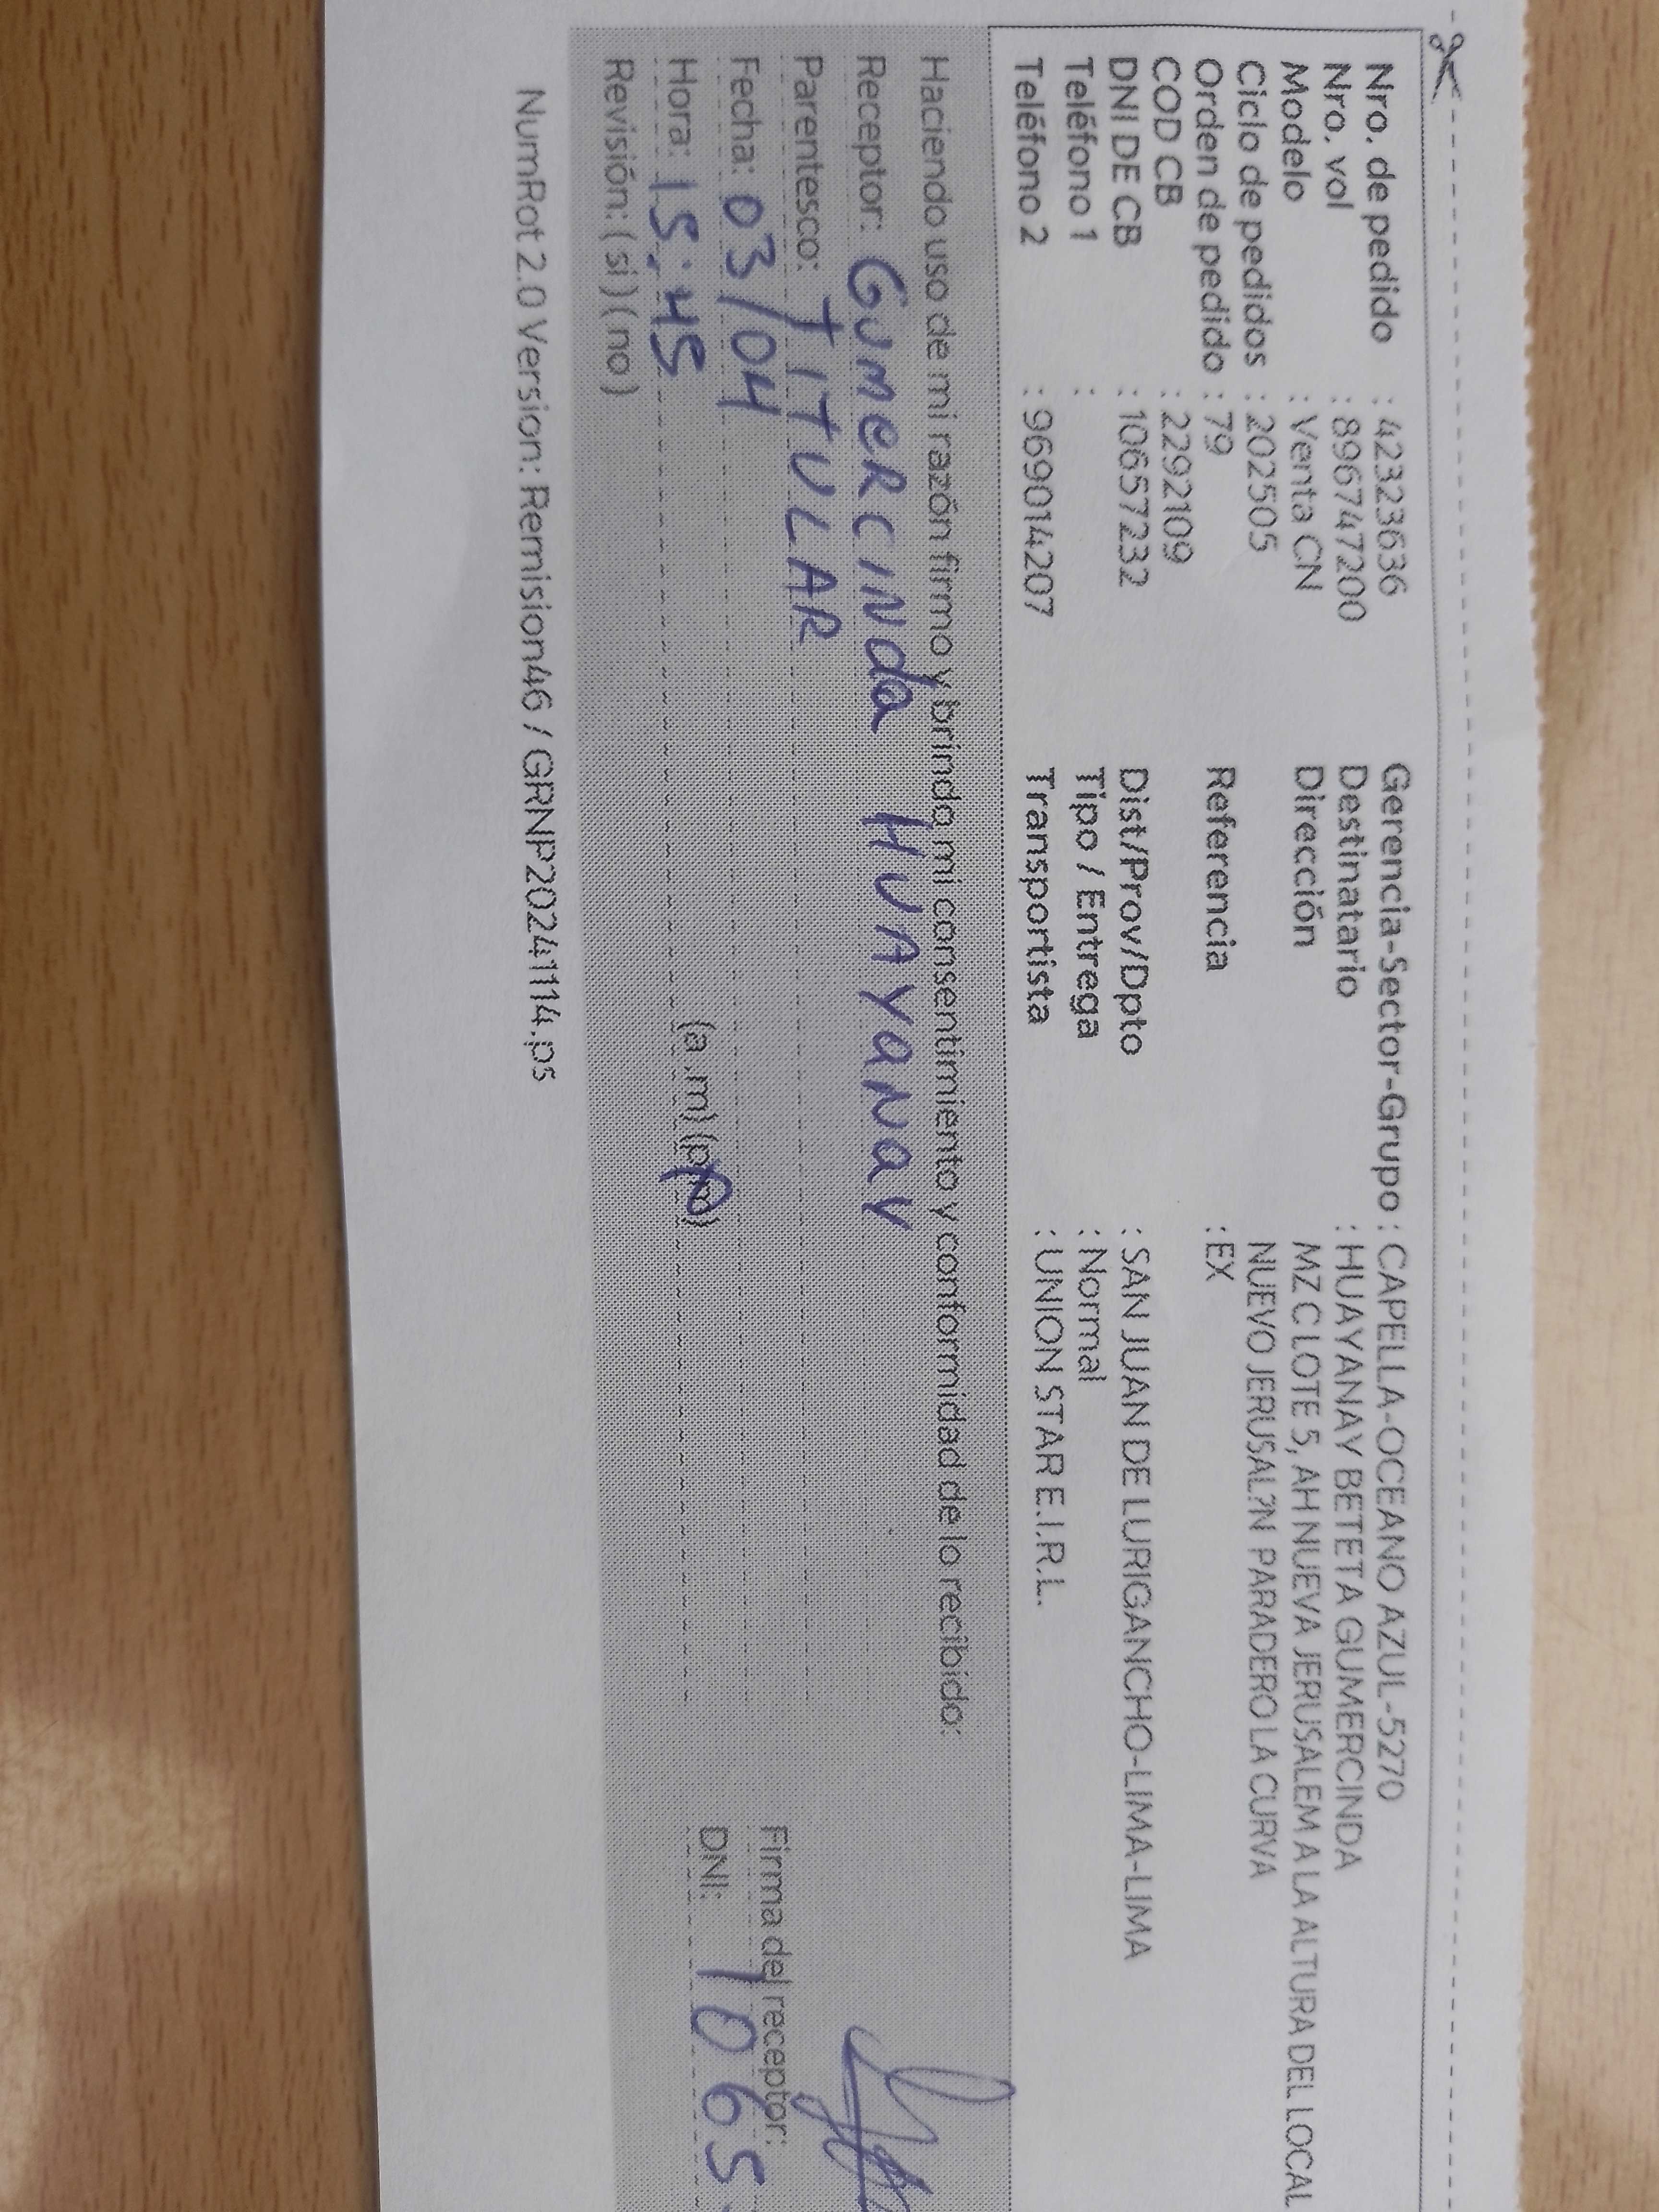 Nro. de pedido : 42323636 Gerencia-Sector-Grupo : CAPELLA-OCEANO AZUL-5270
Nro. vol : 896747200 Destinatario : HUAYANAY BETETA GUMERCINDA
Modelo : Venta CN Dirección MZ C LOTE 5, AH NUEVA JERUSALEM A LA ALTURA DEL LOCAL
Ciclo de pedidos : 202505 NUEVO JERUSAL?N PARADERO LA CURVA
Orden de pedido : 79 Referencia : EX
COD CB : 2292109
DNI DE CB : 10657232 Dist/Prov/Dpto : SAN JUAN DE LURIGANCHO-LIMA-LIMA
Teléfono 1 : Tipo / Entrega : Normal
Teléfono 2 : 969014207 Transportista : UNION STAR E.I.R.L.
Haciendo uso de mi razón firmo y brindo mi consentimiento y conformidad de lo recibido:
Receptor: GUMERCINda HUAYANAY
Parentesco: TITULAR
Fecha: 03/04 Firma del receptor:
Hora: 15:45 (a.m) (p.m) DNI: 1065
Revisión: ( si ) ( no )
NumRot 2.0 Version: Remision46 / GRNP20241114.ps